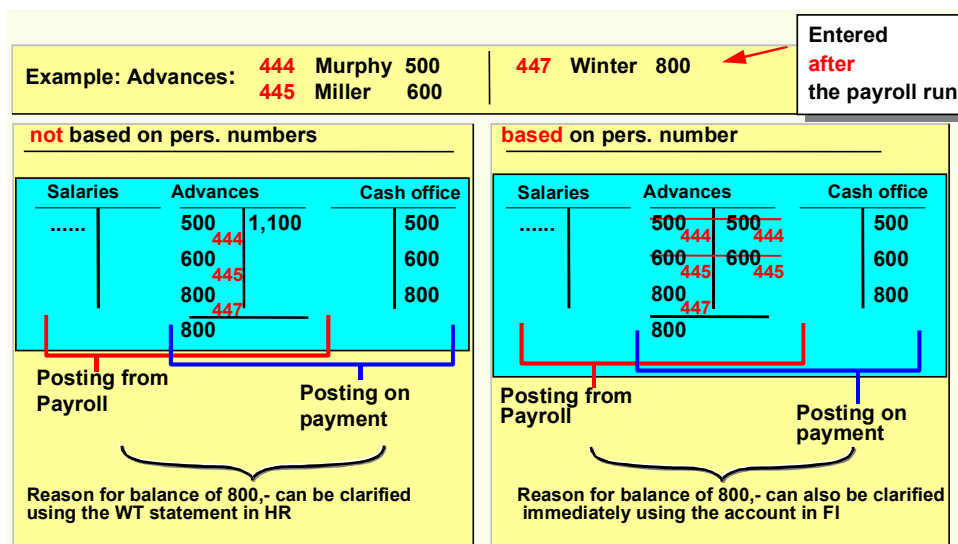 Entered
after
the payroll run
Example: Advances: 444 Murphy 500 447 Winter 800
445 Miller 600
not based on pers. numbers
Salaries Advances Cash office
...... 500 1,100 500
444
600 600
445
800 800
447
800
Posting from
Payroll
Posting on
payment
Reason for balance of 800,- can be clarified
using the WT statement in HR
based on pers. number
Salaries Advances Cash office
...... 500 500 500
444 444
600 600 600
445 445
800 800
447
800
Posting from
Payroll
Posting on
payment
Reason for balance of 800,- can also be clarified
immediately using the account in FI